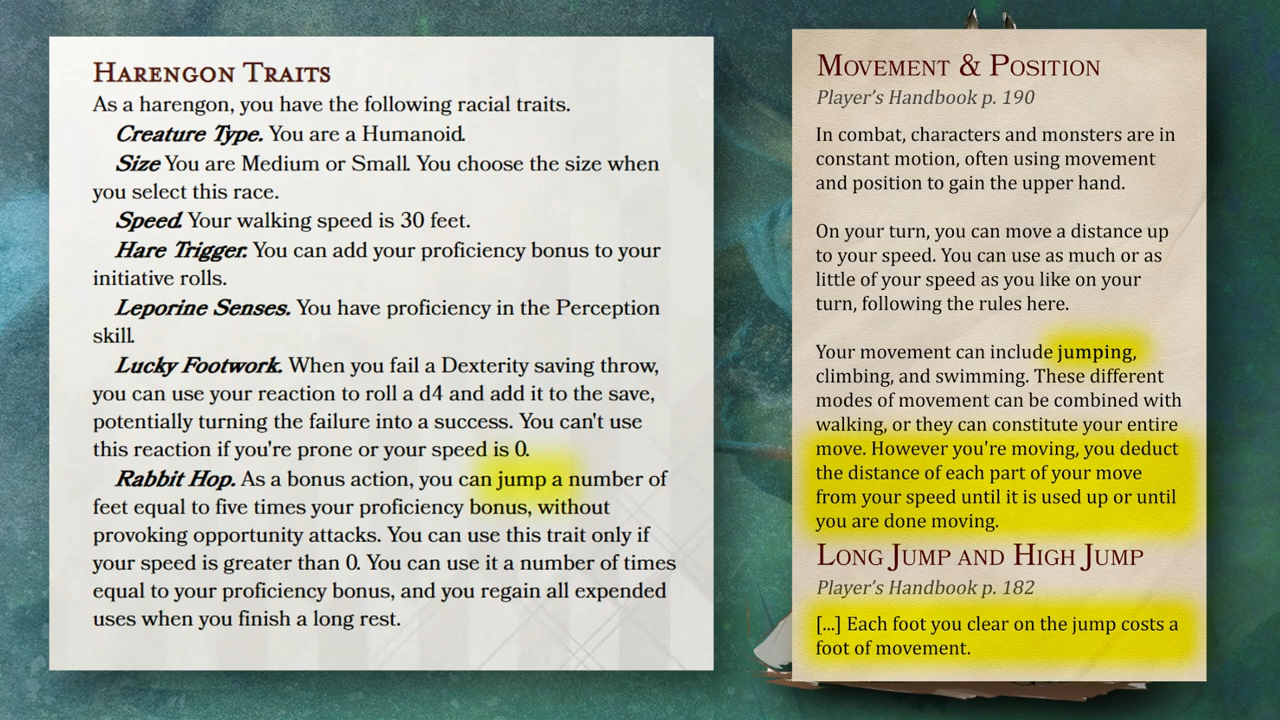 HARENGON TRAITS
As a harengon, you have the following racial traits.
Creature Type. You are a Humanoid.
Size You are Medium or Small. You choose the size when
you select this race.
Speed. Your walking speed is 30 feet.
Hare Trigger. You can add your proficiency bonus to your
initiative rolls.
Leporine Senses. You have proficiency in the Perception
skill.
Lucky Footwork. When you fail a Dexterity saving throw,
you can use your reaction to roll a d4 and add it to the save,
potentially turning the failure into a success. You can't use
this reaction if you're prone or your speed is 0.
Rabbit Hop. As a bonus action, you can jump a number of
feet equal to five times your proficiency bonus, without
provoking opportunity attacks. You can use this trait only if
your speed is greater than 0. You can use it a number of times
equal to your proficiency bonus, and you regain all expended
uses when you finish a long rest.
MOVEMENT & POSITION
Player's Handbook p. 190
In combat, characters and monsters are in
constant motion, often using movement
and position to gain the upper hand.
On your turn, you can move a distance up
to your speed. You can use as much or as
little of your speed as you like on your
turn, following the rules here.
Your movement can include jumping,
climbing, and swimming. These different
modes of movement can be combined with
walking, or they can constitute your entire
move. However you're moving, you deduct
the distance of each part of your move
from your speed until it is used up or until
you are done moving.
LONG JUMP AND HIGH JUMP
Player's Handbook p. 182
[...] Each foot you clear on the jump costs a
foot of movement.